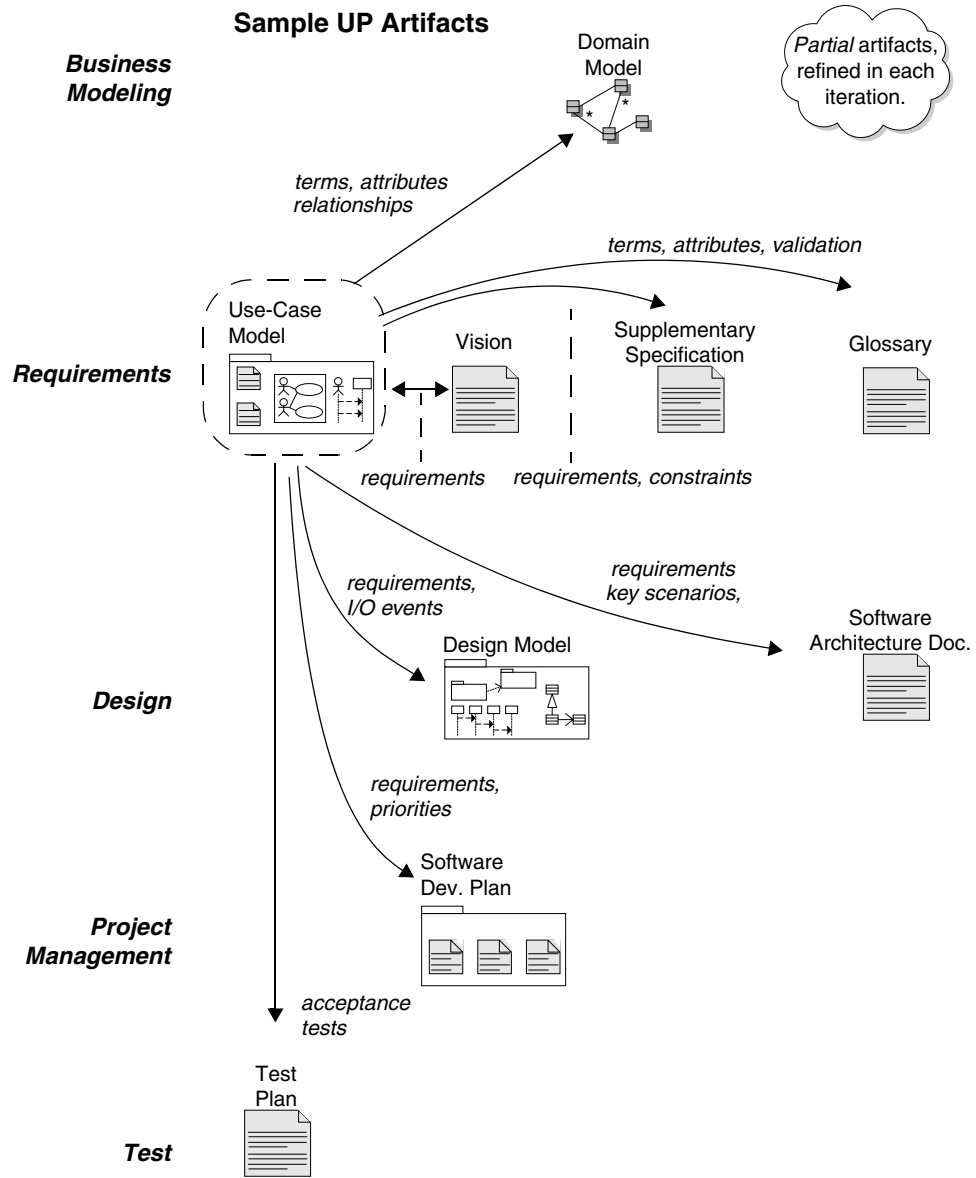 Sample UP Artifacts
Business
Modeling
Domain
Model
*
*
Partial artifacts,
refined in each
iteration.
terms, attributes
relationships
terms, attributes, validation
Requirements
Use-Case
Model
Vision
Supplementary
Specification
Glossary
requirements
requirements, constraints
requirements,
I/O events
requirements
key scenarios,
Design
Design Model
Software
Architecture Doc.
requirements,
priorities
Project
Management
Software
Dev. Plan
acceptance
tests
Test
Test
Plan